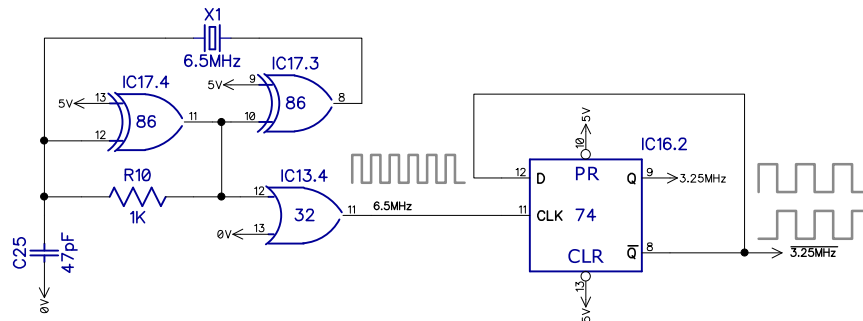 X1
6.5MHz
IC17.4
5V
13
12
86
11
IC17.3
5V
9
10
86
8
R10
1K
C25
47pF
0V
IC13.4
12
0V
13
32
11
6.5MHz
IC16.2
5V
10
PR
12
D
Q
9
3.25MHz
11
CLK
74
CLR
Q
8
3.25MHz
13
5V